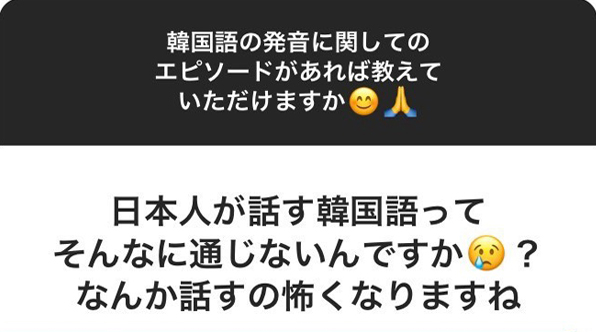 韓国語の発音に関しての
エピソードがあれば教えて
いただけますか😊🙏
日本人が話す韓国語って
そんなに通じないんですか😢？
なんか話すの怖くなりますね